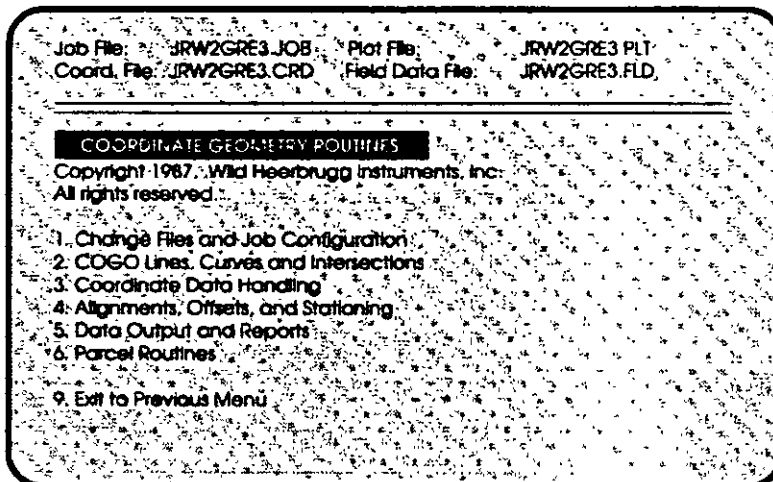 Job File: JRW2GRE3.JOB Plot File: JRW2GRE3.PLT
Coord. File: JRW2GRE3.CRD Field Data File: JRW2GRE3.FLD
COORDINATE GEOMETRY ROUTINES
Copyright 1987. Wild Heerbrugg Instruments, Inc.
All rights reserved.
1. Change Files and Job Configuration
2. COGO Lines, Curves and Intersections
3. Coordinate Data Handling
4. Alignments, Offsets, and Stationing
5. Data Output and Reports
6. Parcel Routines
9. Exit to Previous Menu